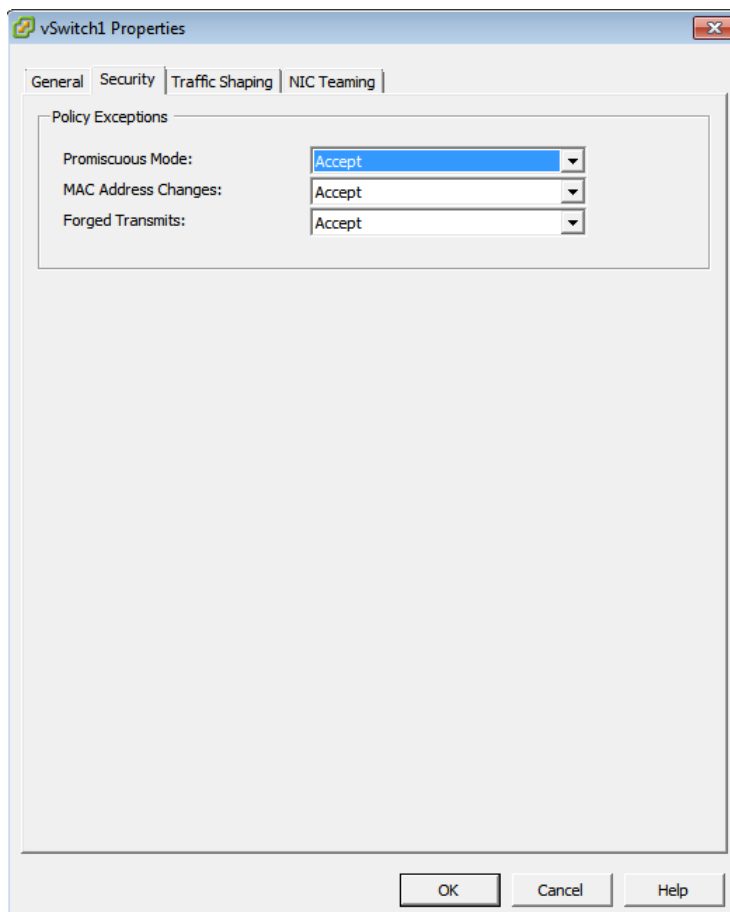 vSwitch1 Properties
General Security Traffic Shaping NIC Teaming
Policy Exceptions
Promiscuous Mode: Accept
MAC Address Changes: Accept
Forged Transmits: Accept
OK Cancel Help